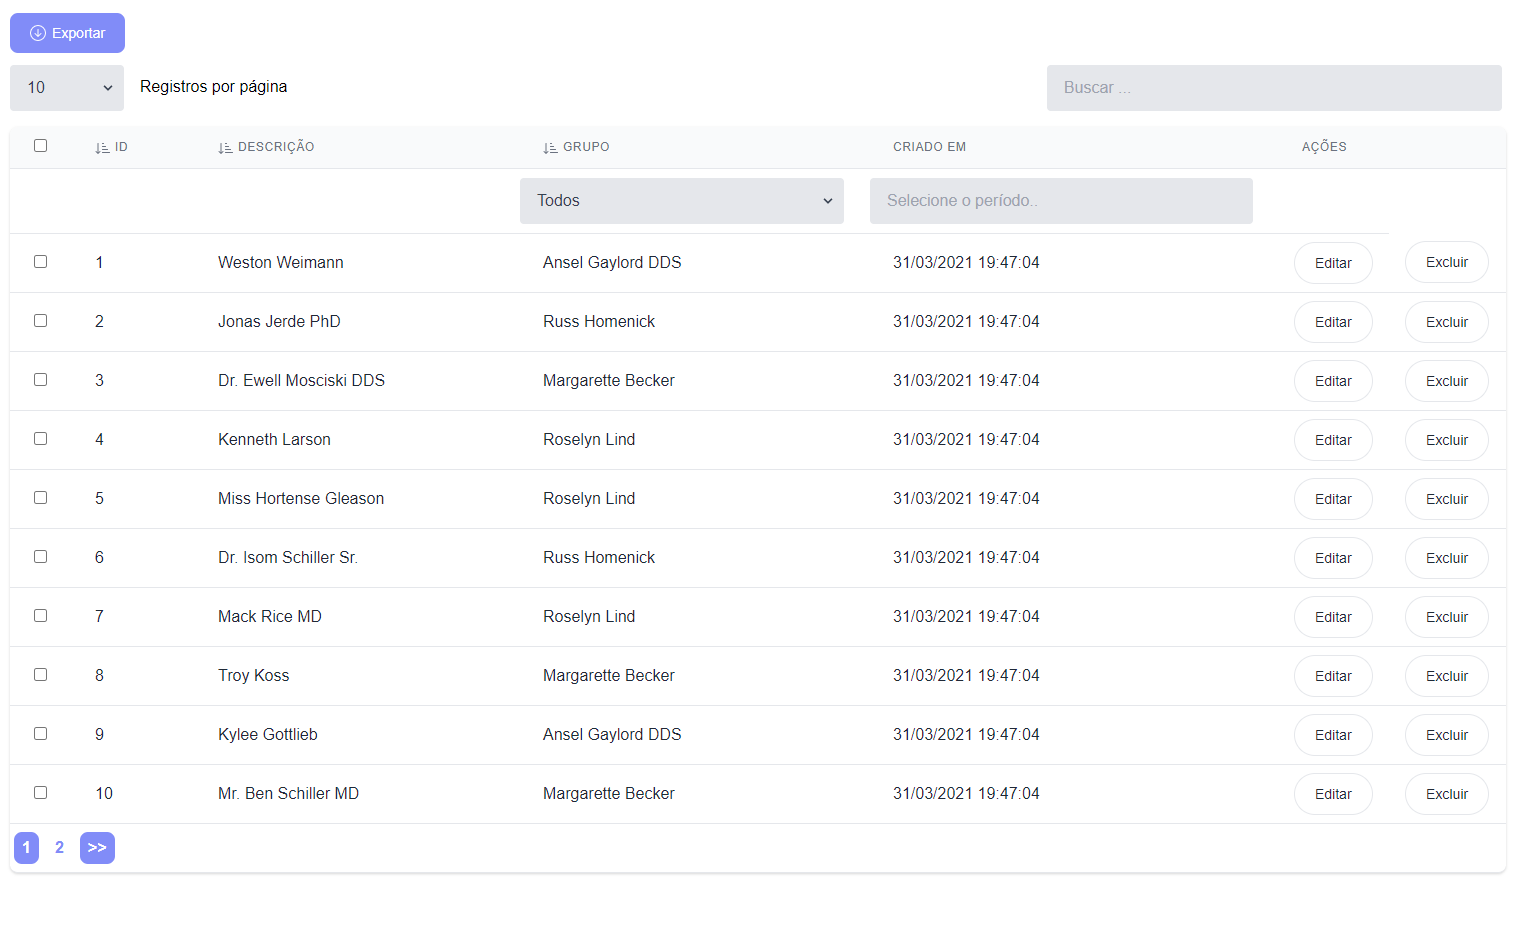 Exportar
10 Registros por página Buscar ...
ID DESCRIÇÃO GRUPO CRIADO EM AÇÕES
Todos Selecione o período..
1 Weston Weimann Ansel Gaylord DDS 31/03/2021 19:47:04 Editar Excluir
2 Jonas Jerde PhD Russ Homenick 31/03/2021 19:47:04 Editar Excluir
3 Dr. Ewell Mosciski DDS Margarette Becker 31/03/2021 19:47:04 Editar Excluir
4 Kenneth Larson Roselyn Lind 31/03/2021 19:47:04 Editar Excluir
5 Miss Hortense Gleason Roselyn Lind 31/03/2021 19:47:04 Editar Excluir
6 Dr. Isom Schiller Sr. Russ Homenick 31/03/2021 19:47:04 Editar Excluir
7 Mack Rice MD Roselyn Lind 31/03/2021 19:47:04 Editar Excluir
8 Troy Koss Margarette Becker 31/03/2021 19:47:04 Editar Excluir
9 Kylee Gottlieb Ansel Gaylord DDS 31/03/2021 19:47:04 Editar Excluir
10 Mr. Ben Schiller MD Margarette Becker 31/03/2021 19:47:04 Editar Excluir
1 2 >>